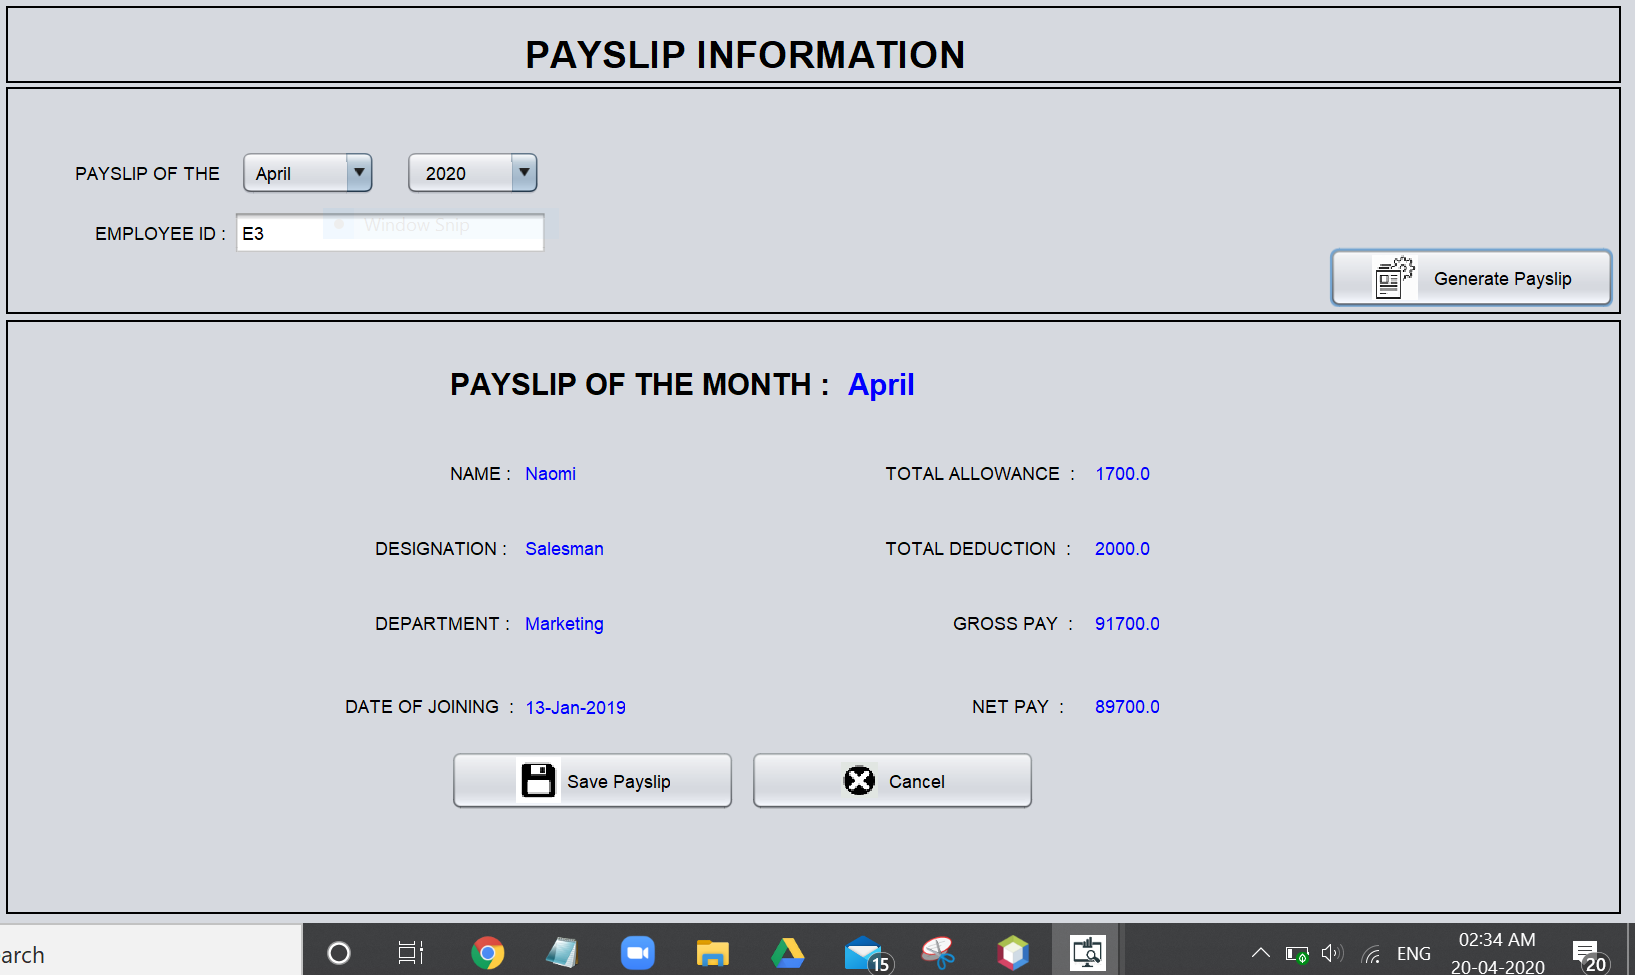 PAYSLIP INFORMATION
PAYSLIP OF THE April 2020
Window Snip
EMPLOYEE ID : E3
Generate Payslip
PAYSLIP OF THE MONTH : April
NAME : Naomi TOTAL ALLOWANCE : 1700.0
DESIGNATION : Salesman TOTAL DEDUCTION : 2000.0
DEPARTMENT : Marketing GROSS PAY : 91700.0
DATE OF JOINING : 13-Jan-2019 NET PAY : 89700.0
Save Payslip Cancel
arch 15 ENG 02:34 AM 20
20-04-2020